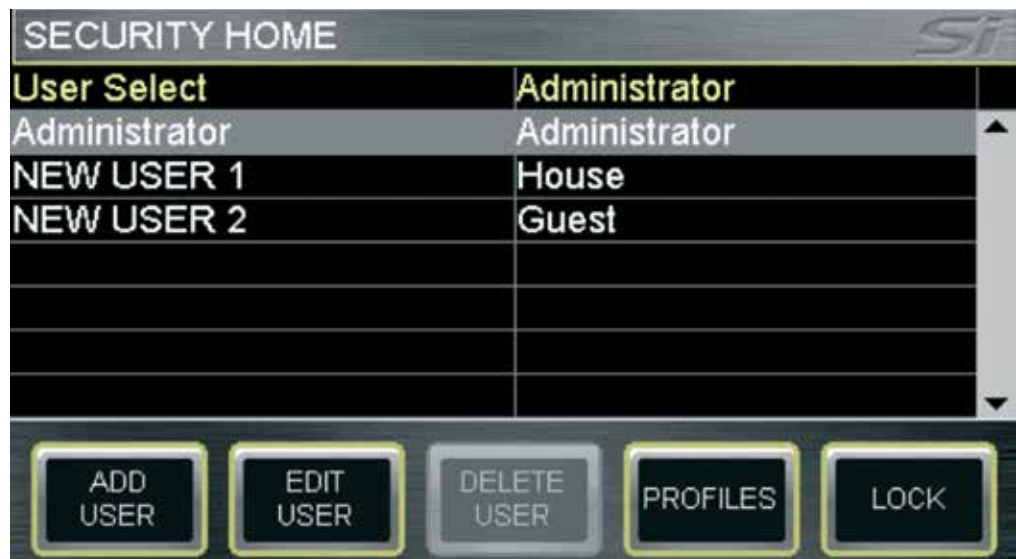 SECURITY HOME Si
User Select Administrator
Administrator Administrator
NEW USER 1 House
NEW USER 2 Guest
ADD USER EDIT USER DELETE USER PROFILES LOCK